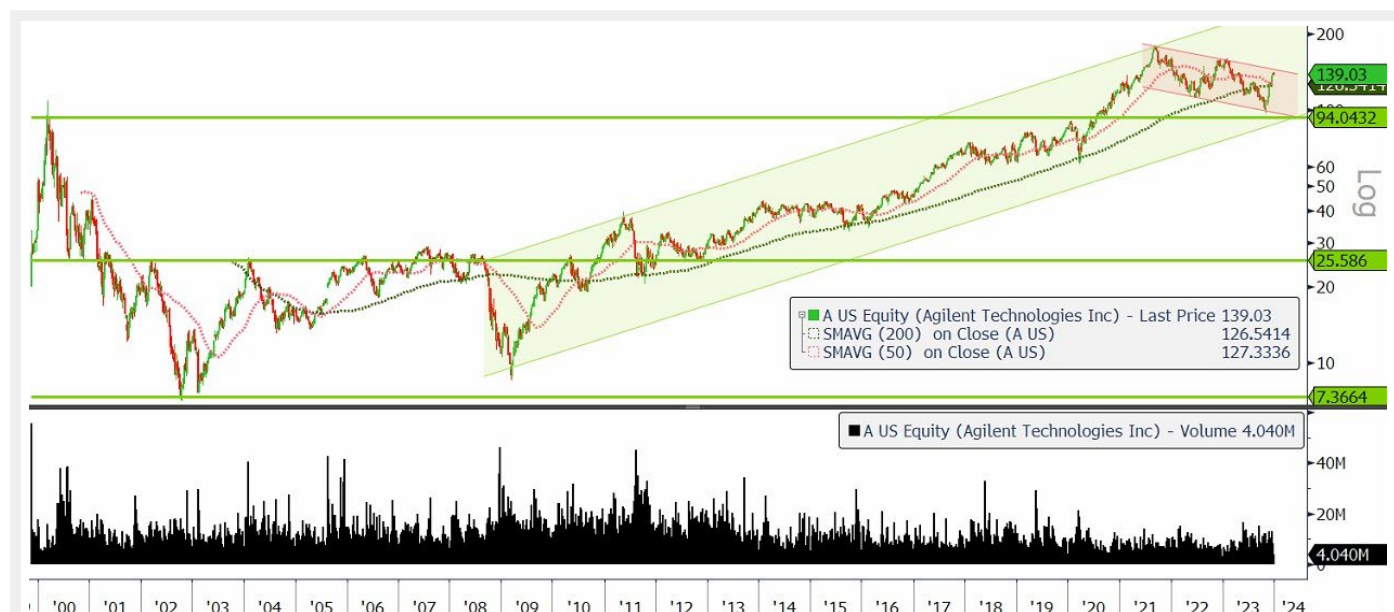 200
139.03
126.5414
100
94.0432
60
50
40
30
25.586
20
10
7.3664
Log
A US Equity (Agilent Technologies Inc) - Last Price 139.03
SMAVG (200) on Close (A US) 126.5414
SMAVG (50) on Close (A US) 127.3336
A US Equity (Agilent Technologies Inc) - Volume 4.040M
40M
20M
4.040M
0
'00 '01 '02 '03 '04 '05 '06 '07 '08 '09 '10 '11 '12 '13 '14 '15 '16 '17 '18 '19 '20 '21 '22 '23 '24